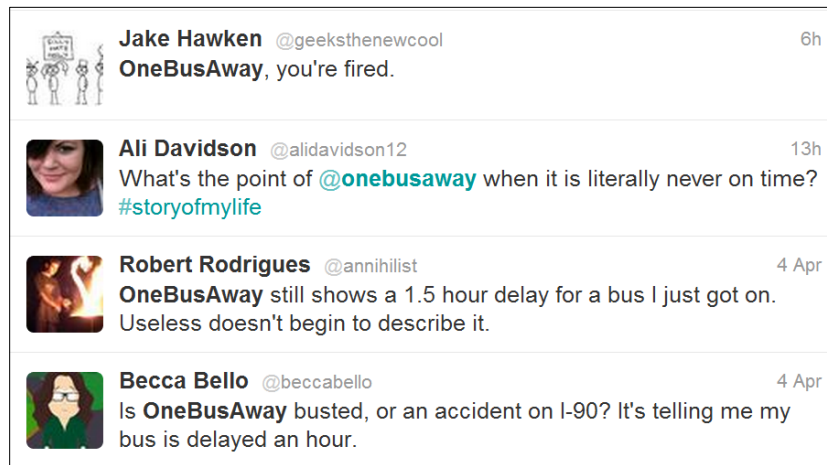 Jake Hawken @geeksthenewcool 6h
OneBusAway, you're fired.
Ali Davidson @alidavidson12 13h
What's the point of @onebusaway when it is literally never on time?
#storyofmylife
Robert Rodrigues @annihilist 4 Apr
OneBusAway still shows a 1.5 hour delay for a bus I just got on.
Useless doesn't begin to describe it.
Becca Bello @beccabello 4 Apr
Is OneBusAway busted, or an accident on I-90? It's telling me my
bus is delayed an hour.